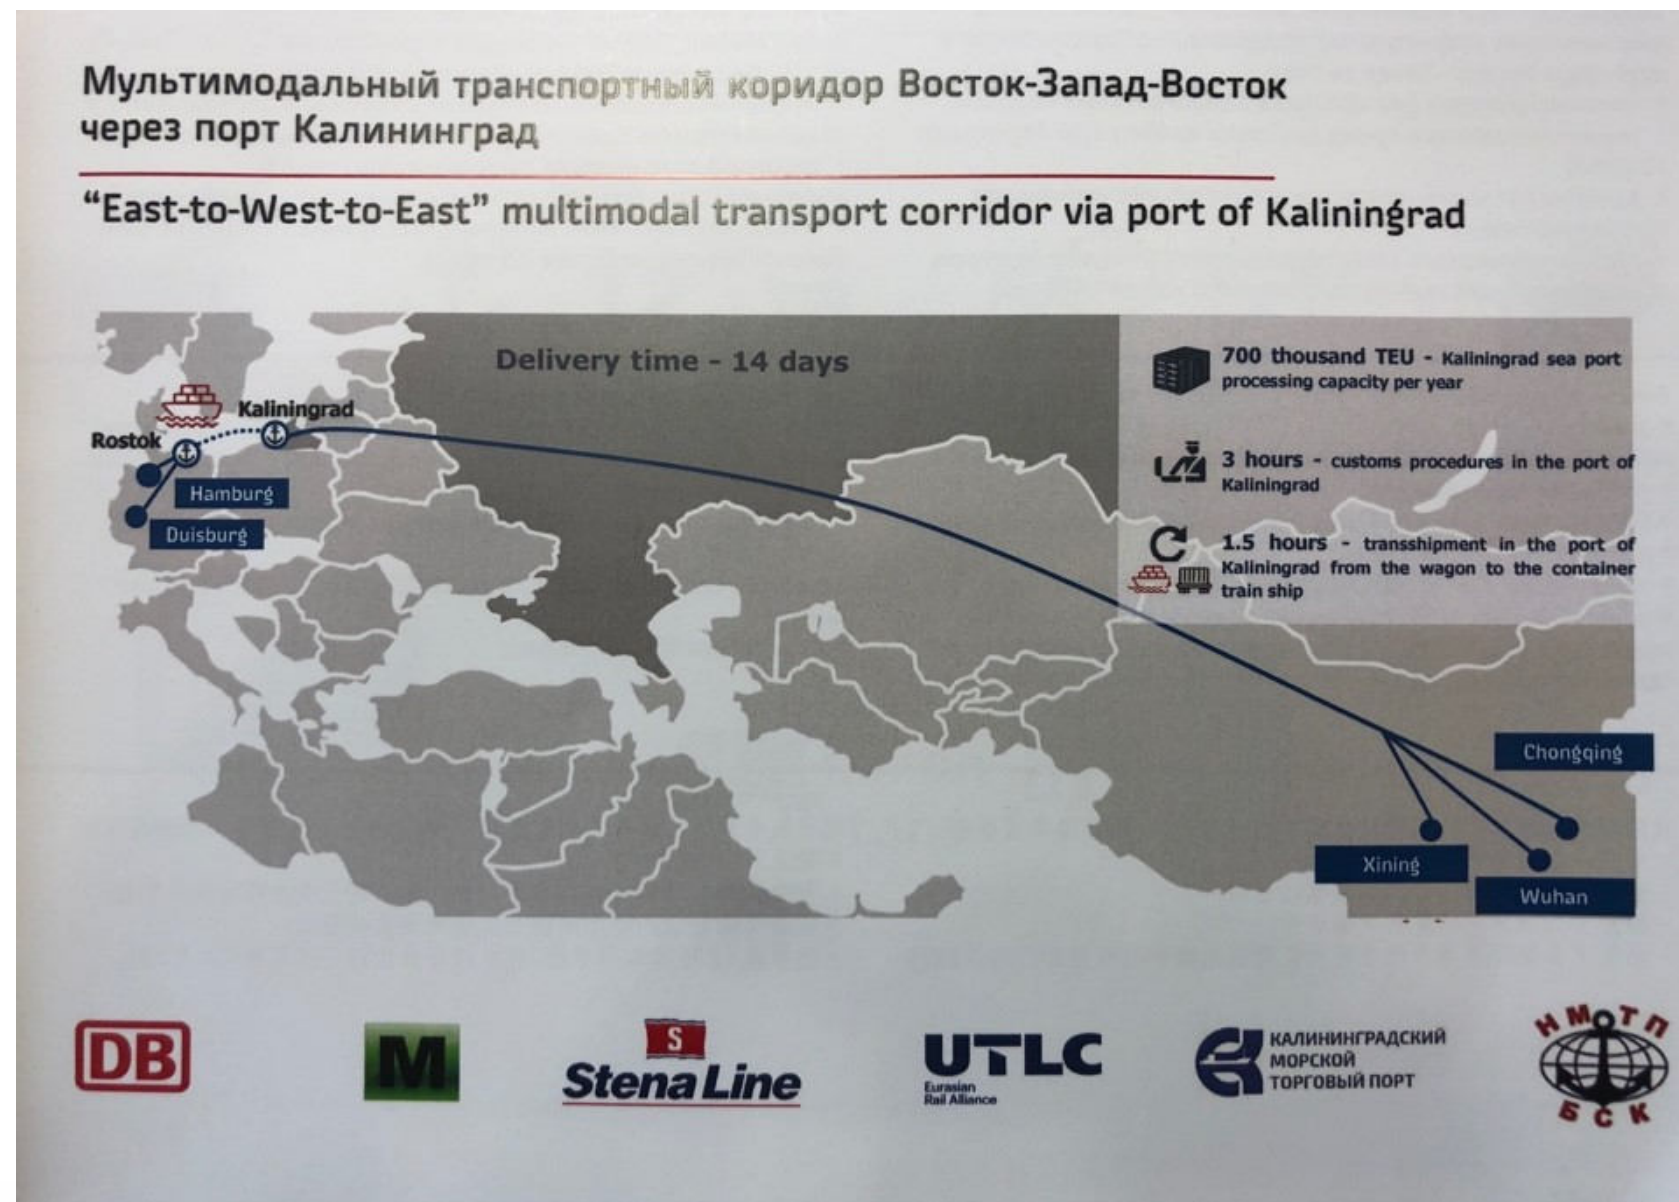 Мультимодальный транспортный коридор Восток-Запад-Восток
через порт Калининград
“East-to-West-to-East” multimodal transport corridor via port of Kaliningrad
Delivery time - 14 days
700 thousand TEU - Kaliningrad sea port
processing capacity per year
3 hours - customs procedures in the port of
Kaliningrad
1.5 hours - transshipment in the port of
Kaliningrad from the wagon to the container
train ship
Kaliningrad
Rostok
Hamburg
Duisburg
Chongqing
Xining
Wuhan
DB
M
S
Stena Line
UTLC
Eurasian
Rail Alliance
КАЛИНИНГРАДСКИЙ
МОРСКОЙ
ТОРГОВЫЙ ПОРТ
НМТП
БСК